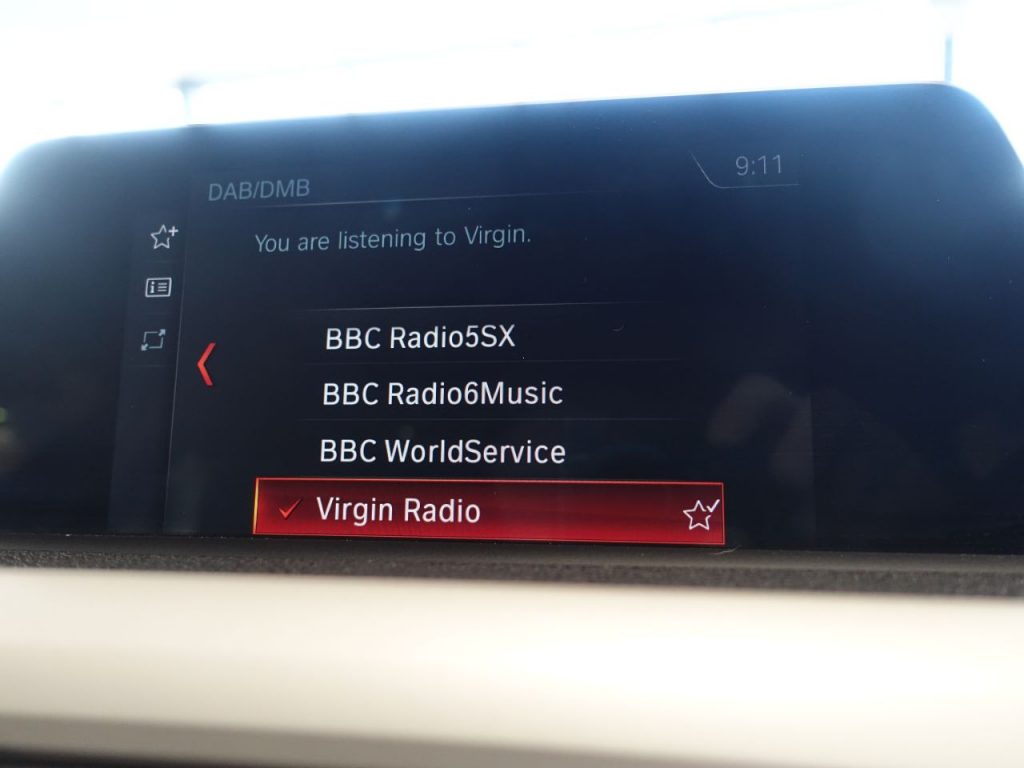 DAB/DMB
9:11
You are listening to Virgin.
BBC Radio5SX
BBC Radio6Music
BBC WorldService
Virgin Radio